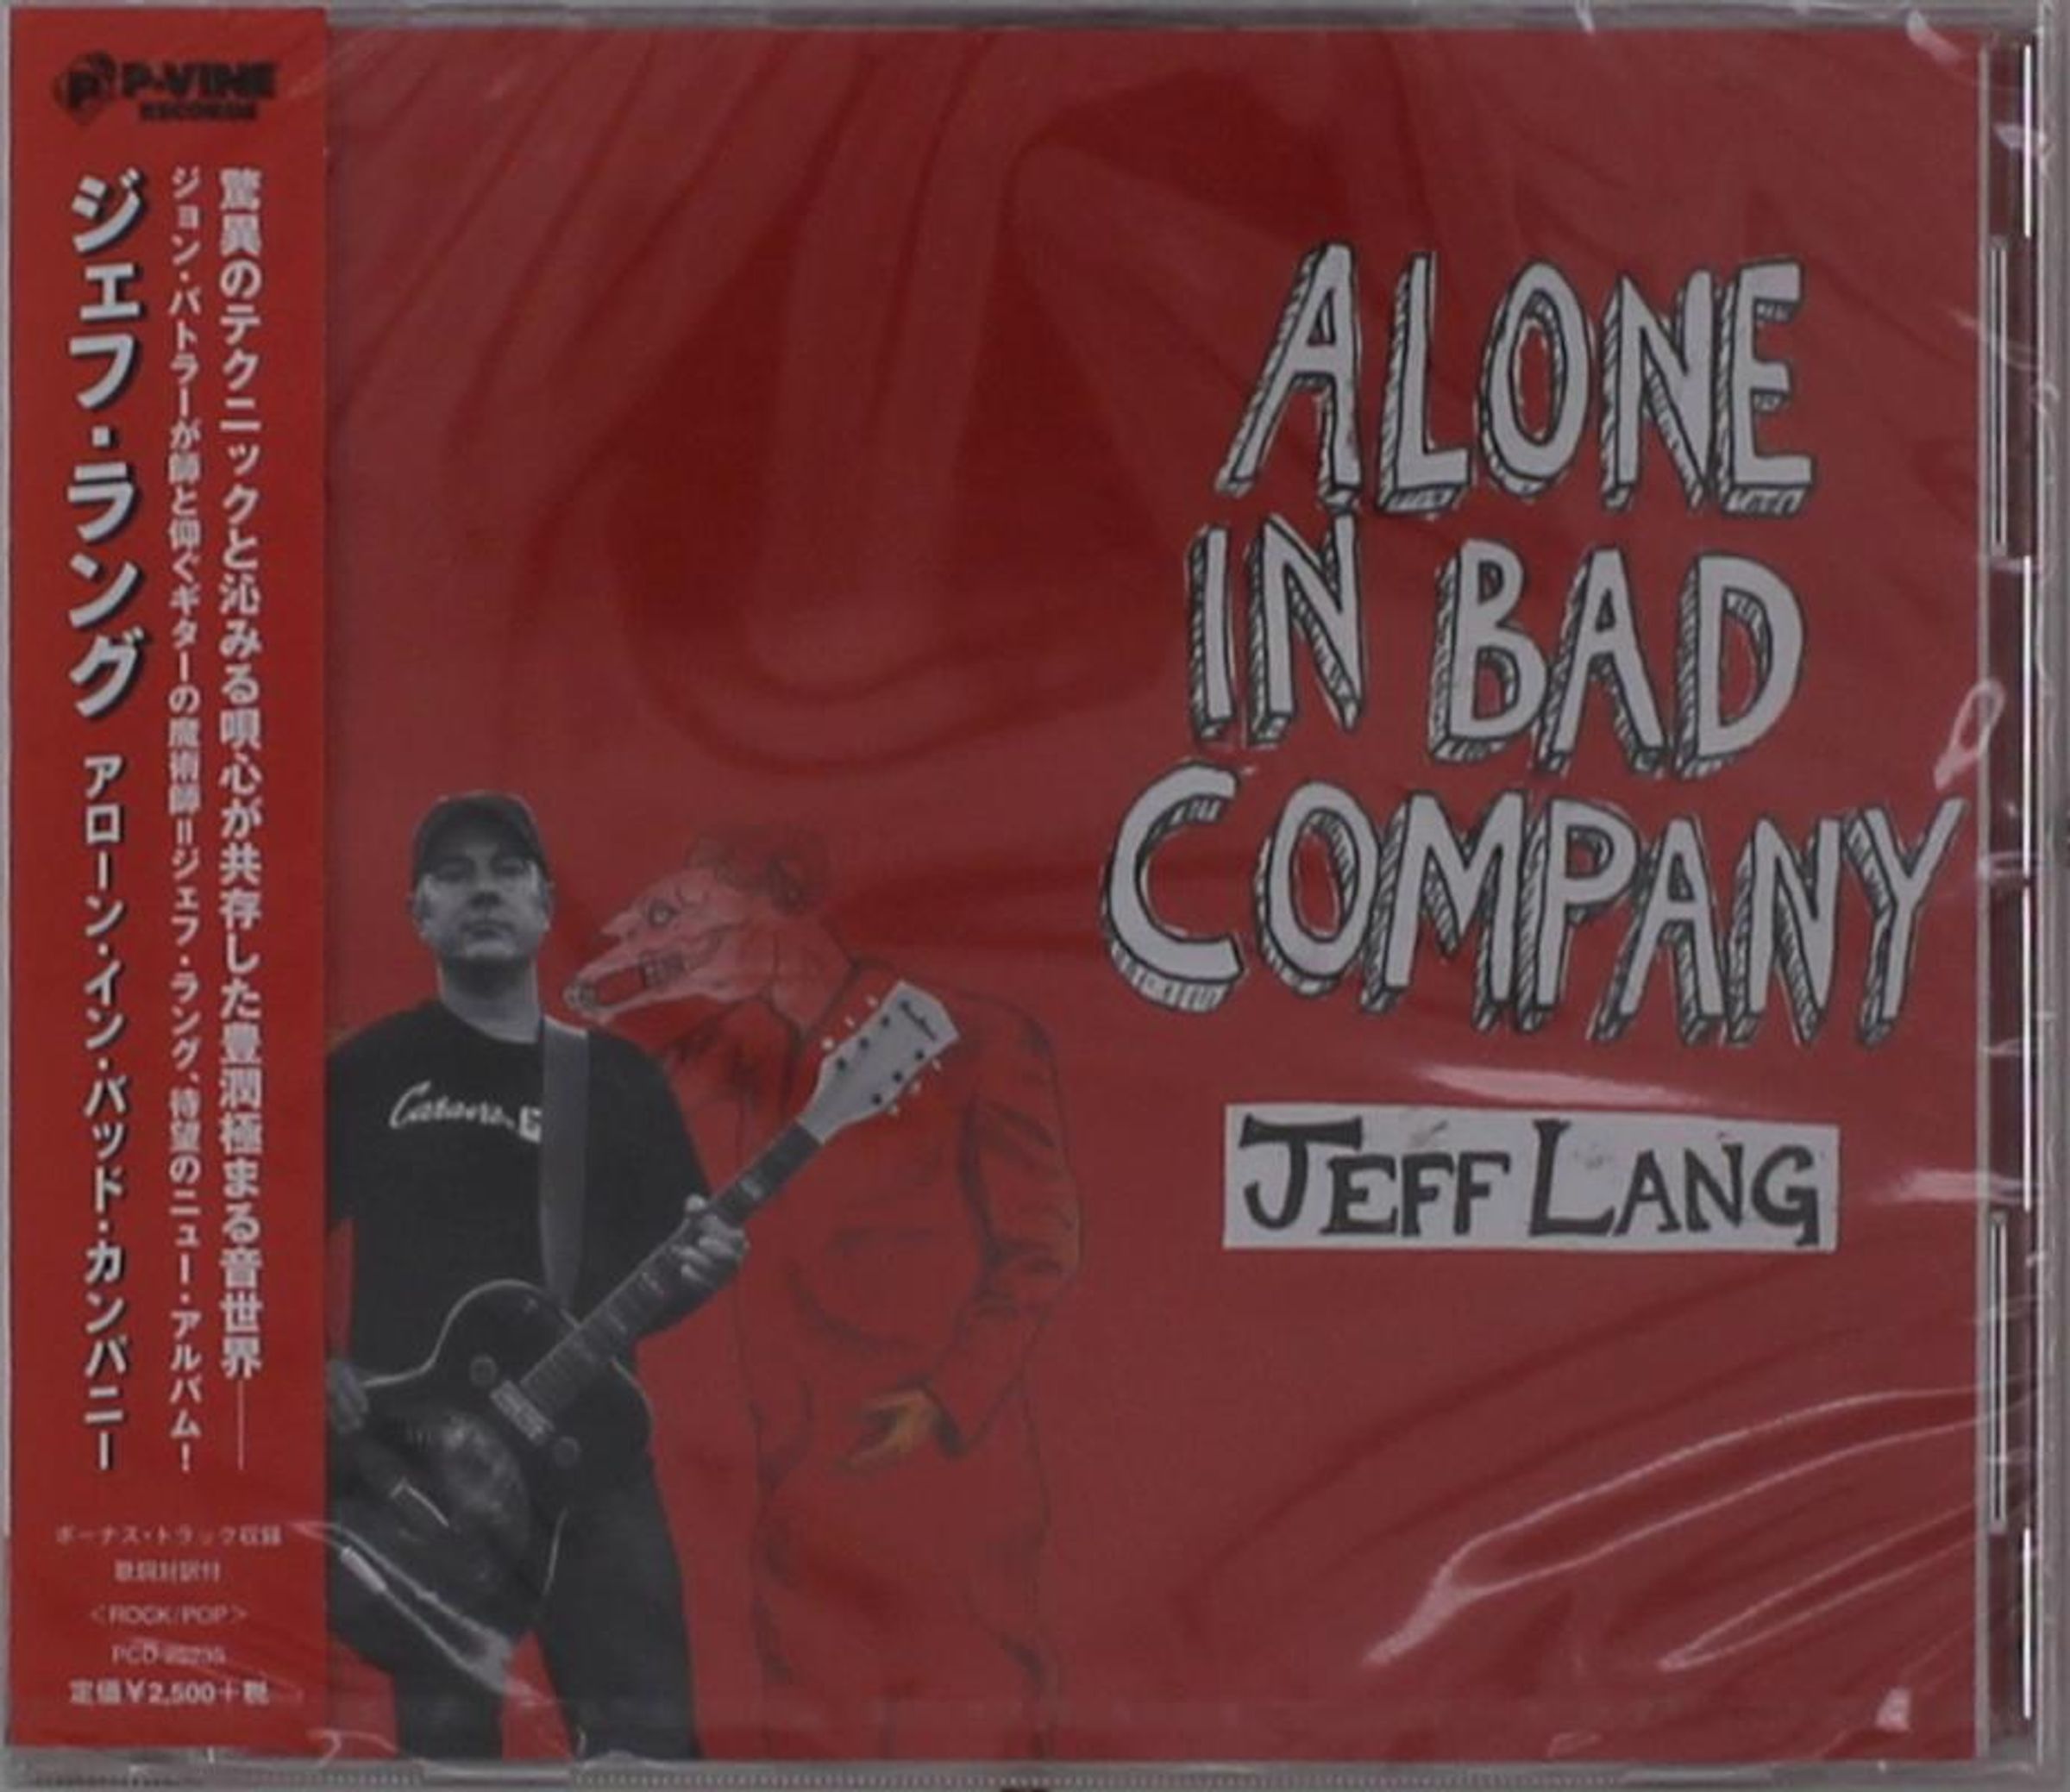 P-VINE
RECORDS
驚異のテクニックと沁みる唄心が共存した豊潤極まる音世界──
ジョン・バトラーが師と仰ぐギターの魔術師=ジェフ・ラング、待望のニュー・アルバム!
ジェフ・ラング アローン・イン・バッド・カンパニー
ボーナス・トラック収録
歌詞対訳付
<ROCK/POP>
定価¥2,500+税
ALONE
IN BAD
COMPANY
JEFF LANG